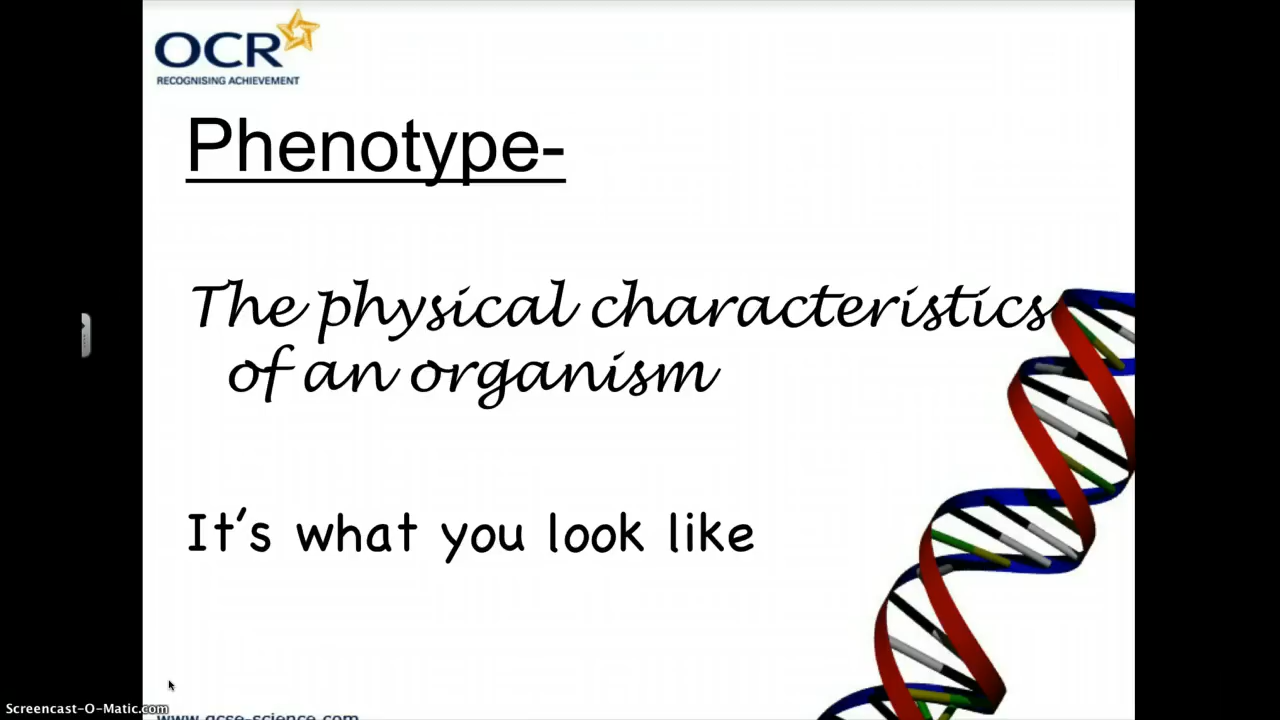 OCR
RECOGNISING ACHIEVEMENT
Phenotype-
The physical characteristics
of an organism
It's what you look like
Screencast-O-Matic.com
www.gcse-science.com